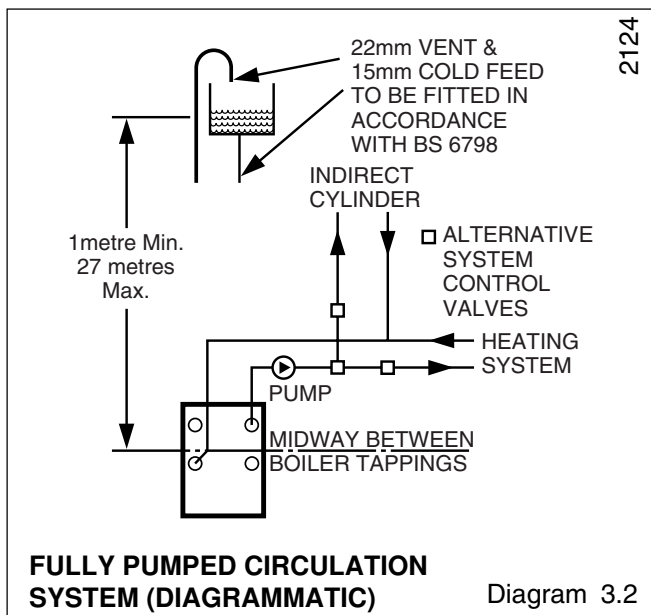 2124
22mm VENT &
15mm COLD FEED
TO BE FITTED IN
ACCORDANCE
WITH BS 6798
INDIRECT
CYLINDER
1metre Min.
27 metres
Max.
ALTERNATIVE
SYSTEM
CONTROL
VALVES
HEATING
SYSTEM
PUMP
MIDWAY BETWEEN
BOILER TAPPINGS
FULLY PUMPED CIRCULATION
SYSTEM (DIAGRAMMATIC)
Diagram 3.2